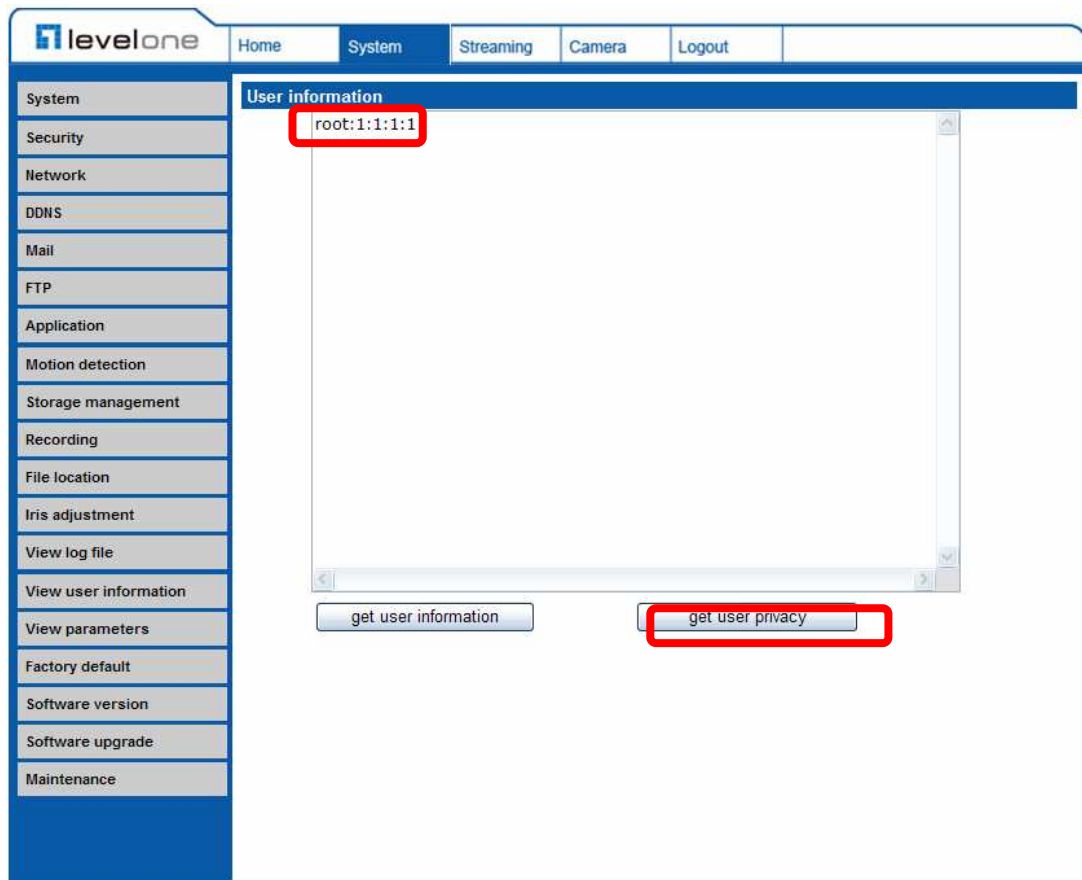 levelone
Home System Streaming Camera Logout
System
Security
Network
DDNS
Mail
FTP
Application
Motion detection
Storage management
Recording
File location
Iris adjustment
View log file
View user information
View parameters
Factory default
Software version
Software upgrade
Maintenance
User information
root:1:1:1:1
get user information get user privacy